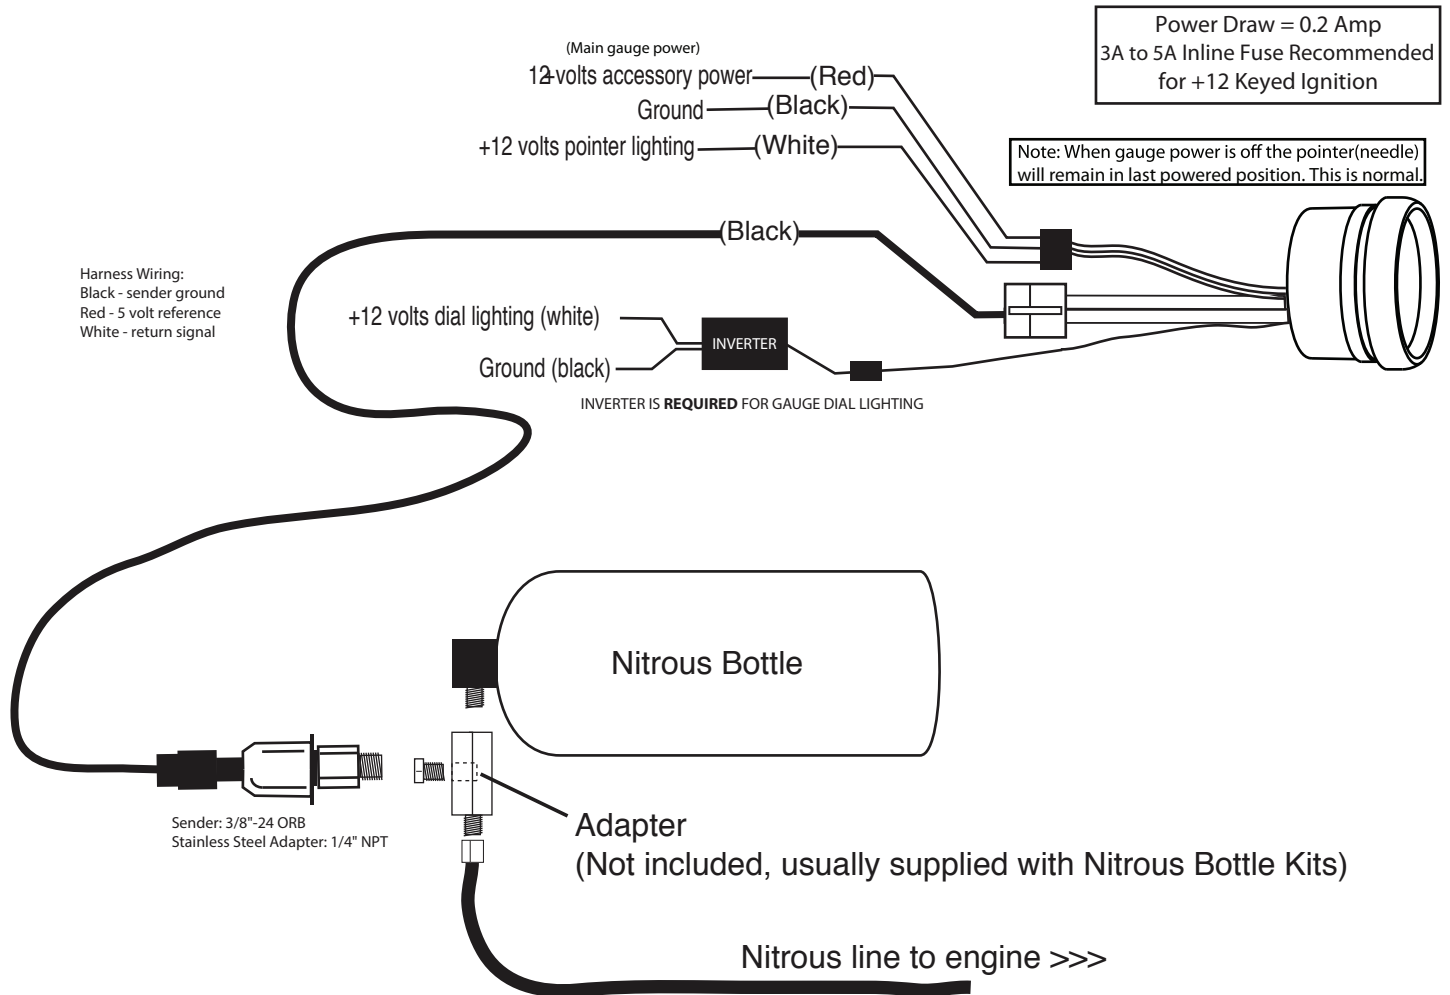 Power Draw = 0.2 Amp
3A to 5A Inline Fuse Recommended
for +12 Keyed Ignition
(Main gauge power)
12-volts accessory power
(Red)
Ground
(Black)
+12 volts pointer lighting
(White)
Note: When gauge power is off the pointer(needle)
will remain in last powered position. This is normal.
(Black)
Harness Wiring:
Black - sender ground
Red - 5 volt reference
White - return signal
+12 volts dial lighting (white)
INVERTER
Ground (black)
INVERTER IS REQUIRED FOR GAUGE DIAL LIGHTING
Nitrous Bottle
Sender: 3/8"-24 ORB
Stainless Steel Adapter: 1/4" NPT
Adapter
(Not included, usually supplied with Nitrous Bottle Kits)
Nitrous line to engine >>>